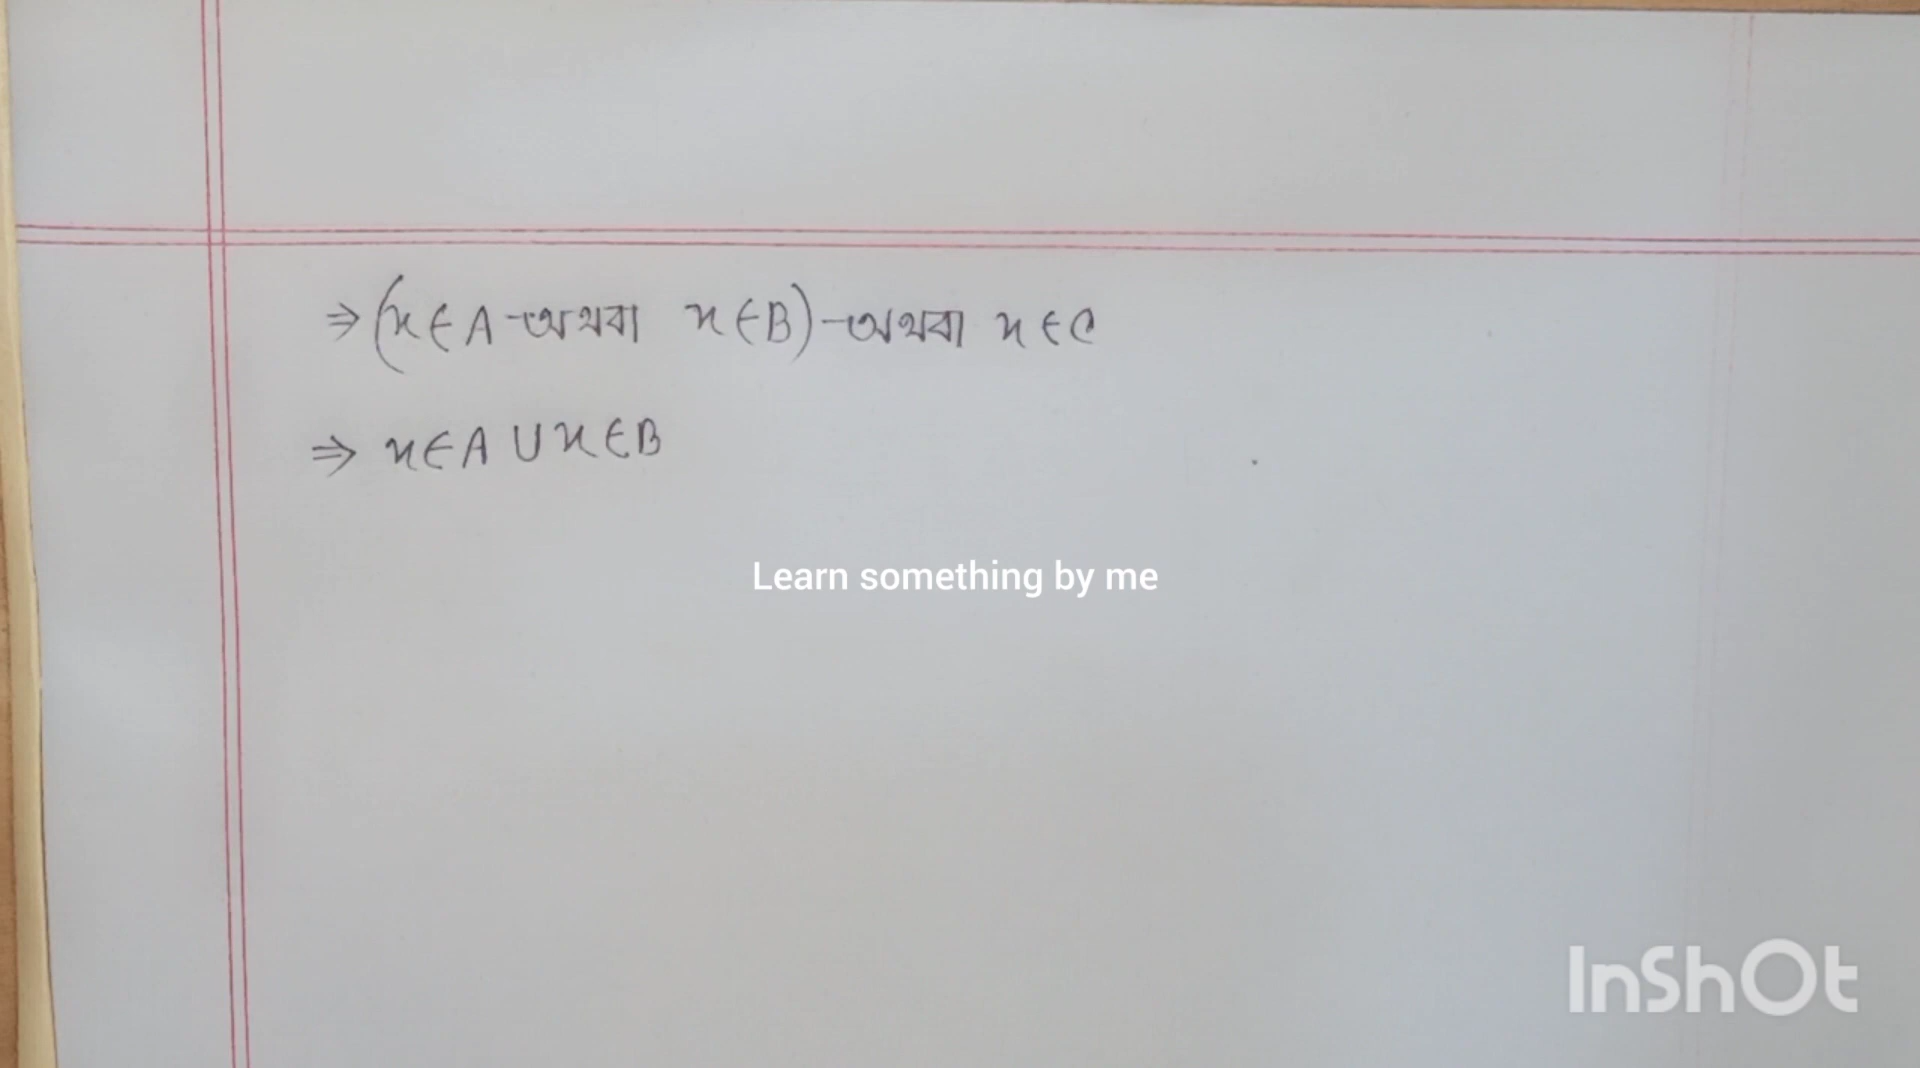 ⇒ (x ∈ A অথবা x ∈ B) অথবা x ∈ C
⇒ x ∈ A ∪ x ∈ B
Learn something by me
InShOt